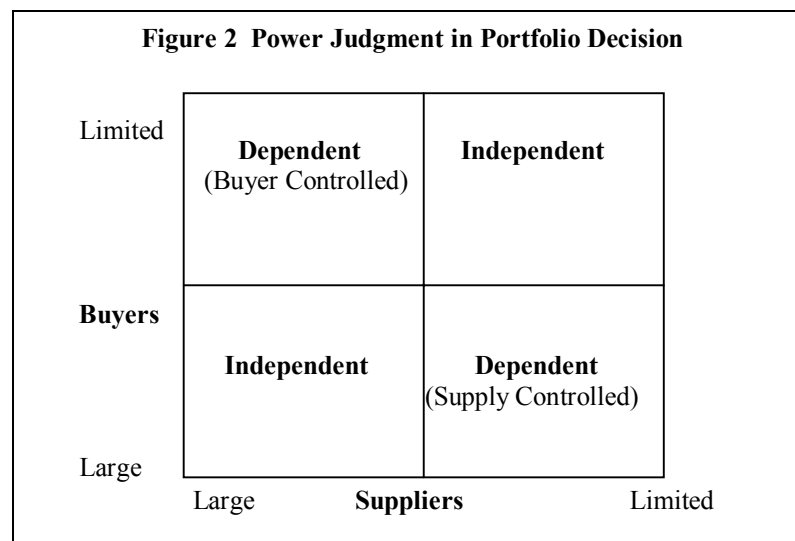 Figure 2  Power Judgment in Portfolio Decision
Limited
Dependent
(Buyer Controlled)
Independent
Buyers
Independent
Dependent
(Supply Controlled)
Large
Large
Suppliers
Limited